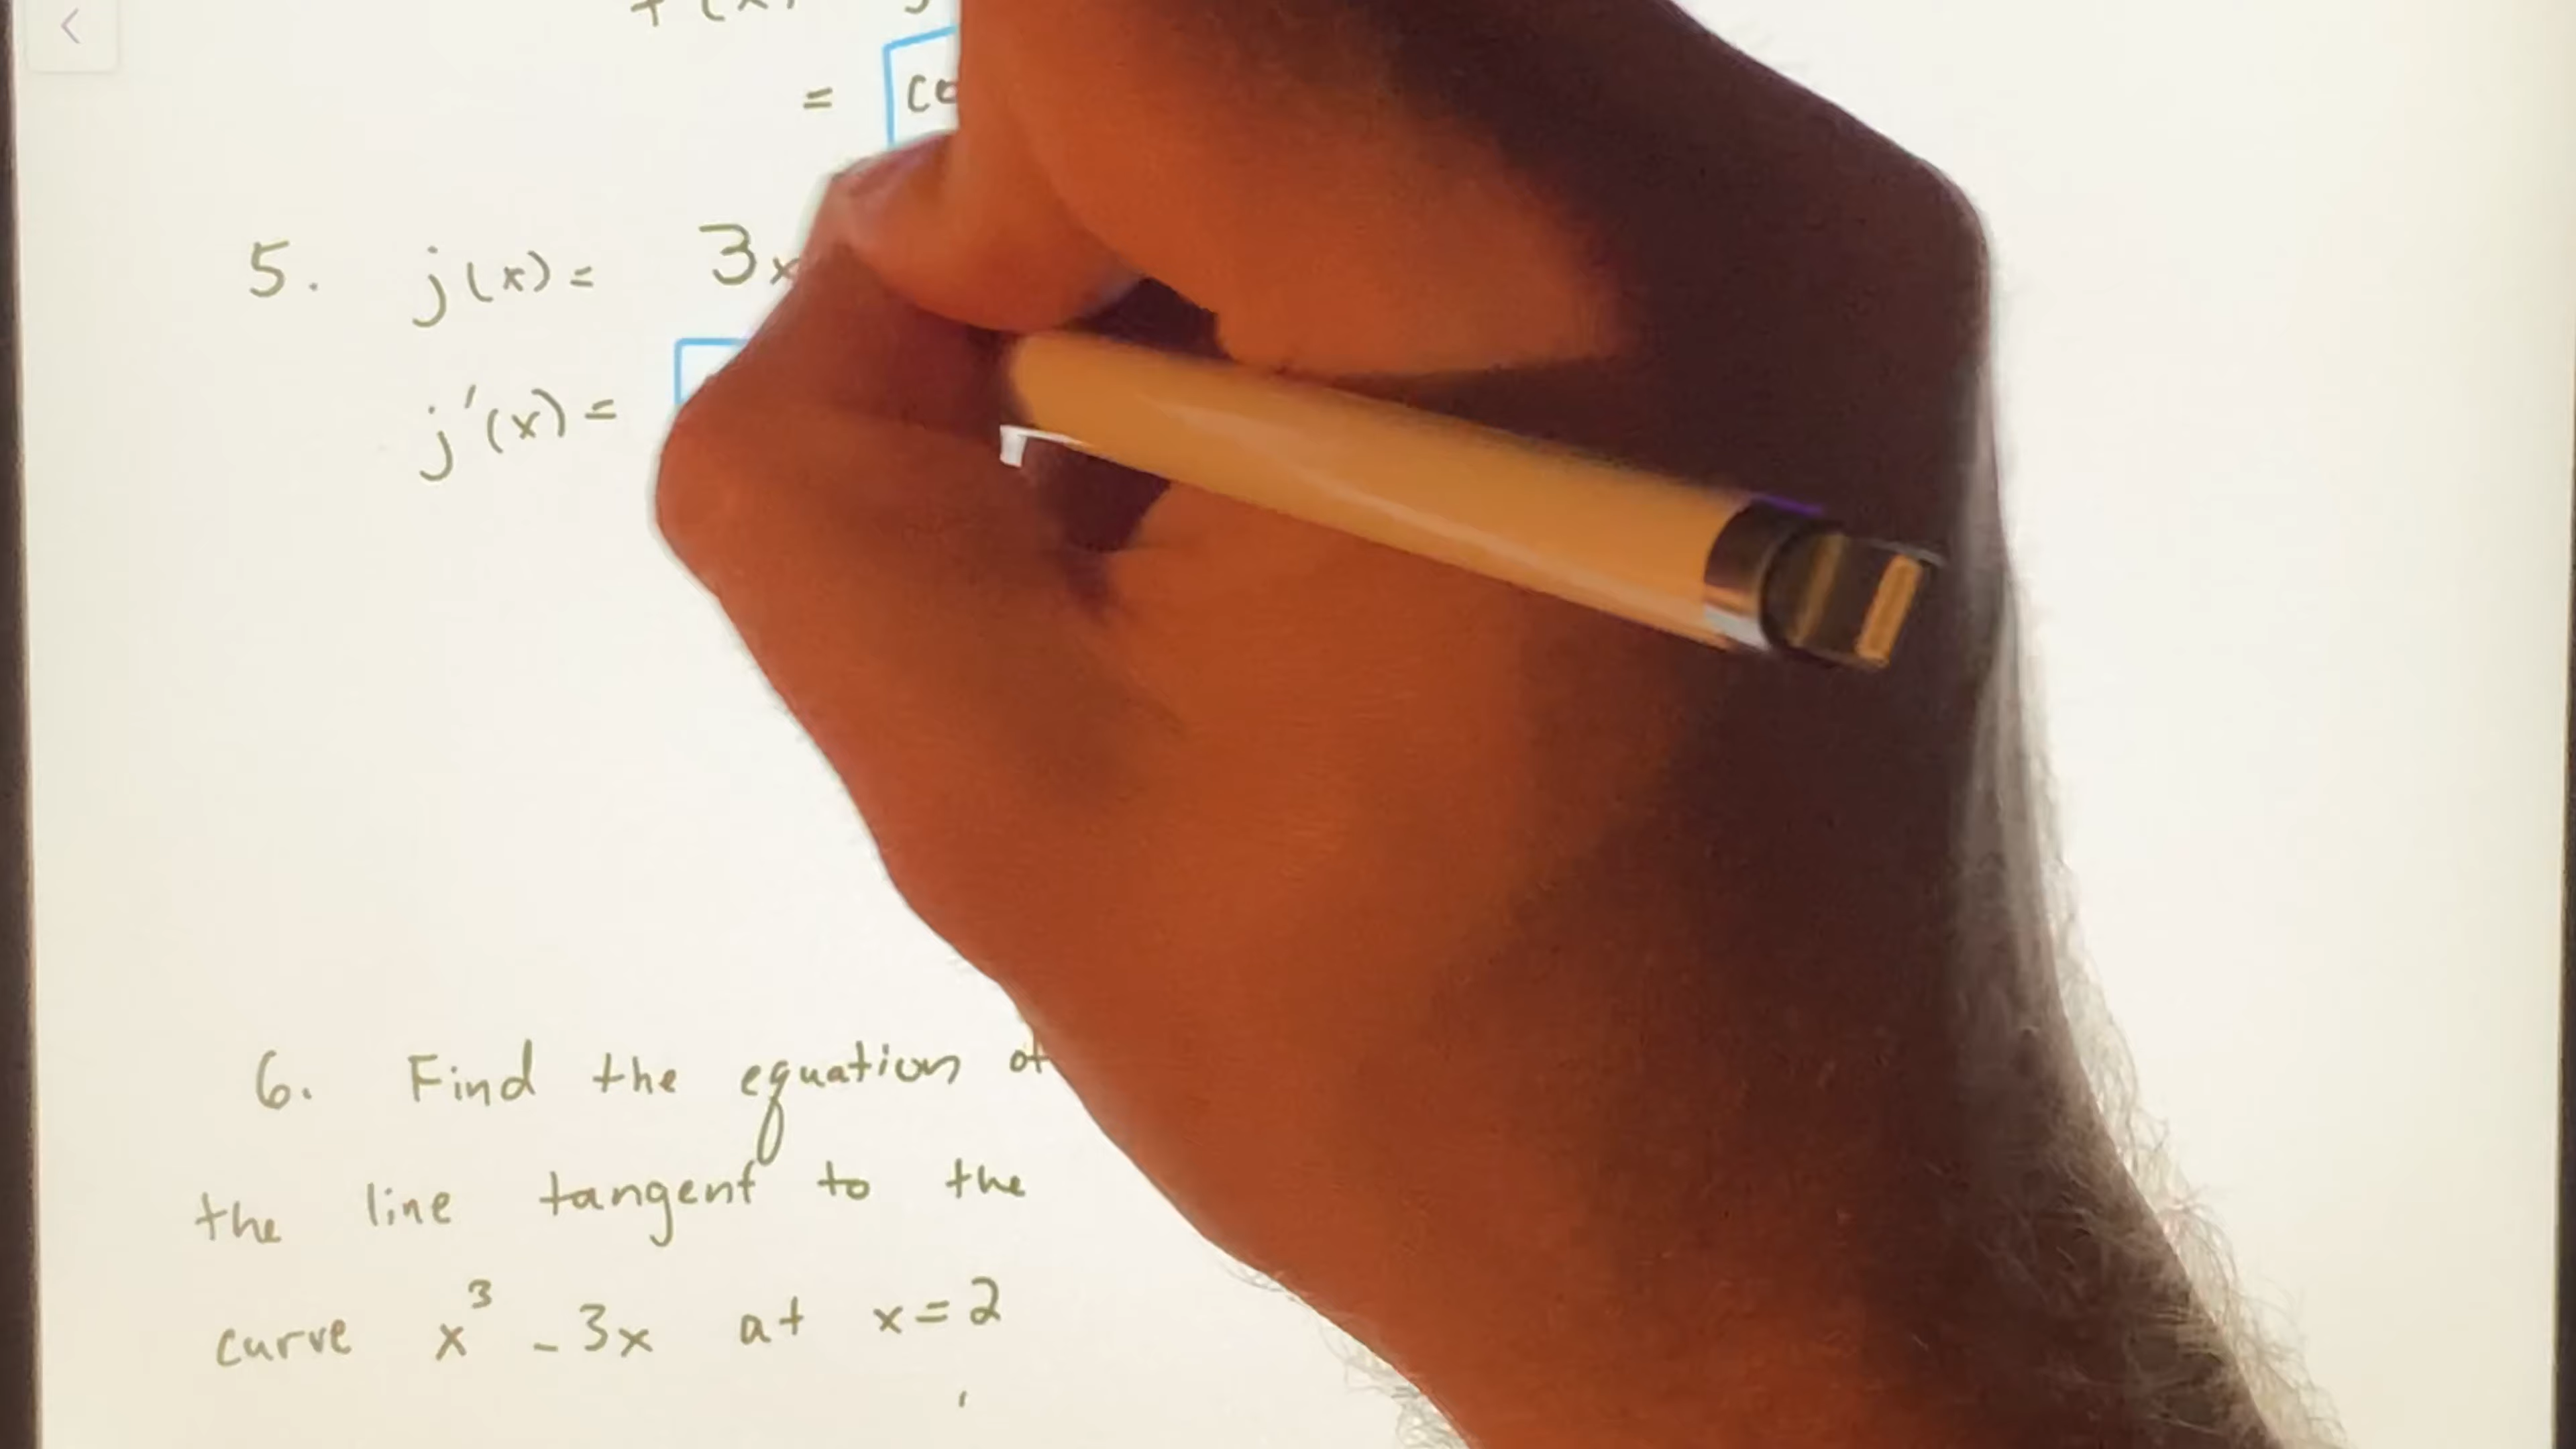 =
5. j(x) = 3x
j'(x) =
6. Find the equation of
the line tangent to the
curve x³ - 3x at x=2